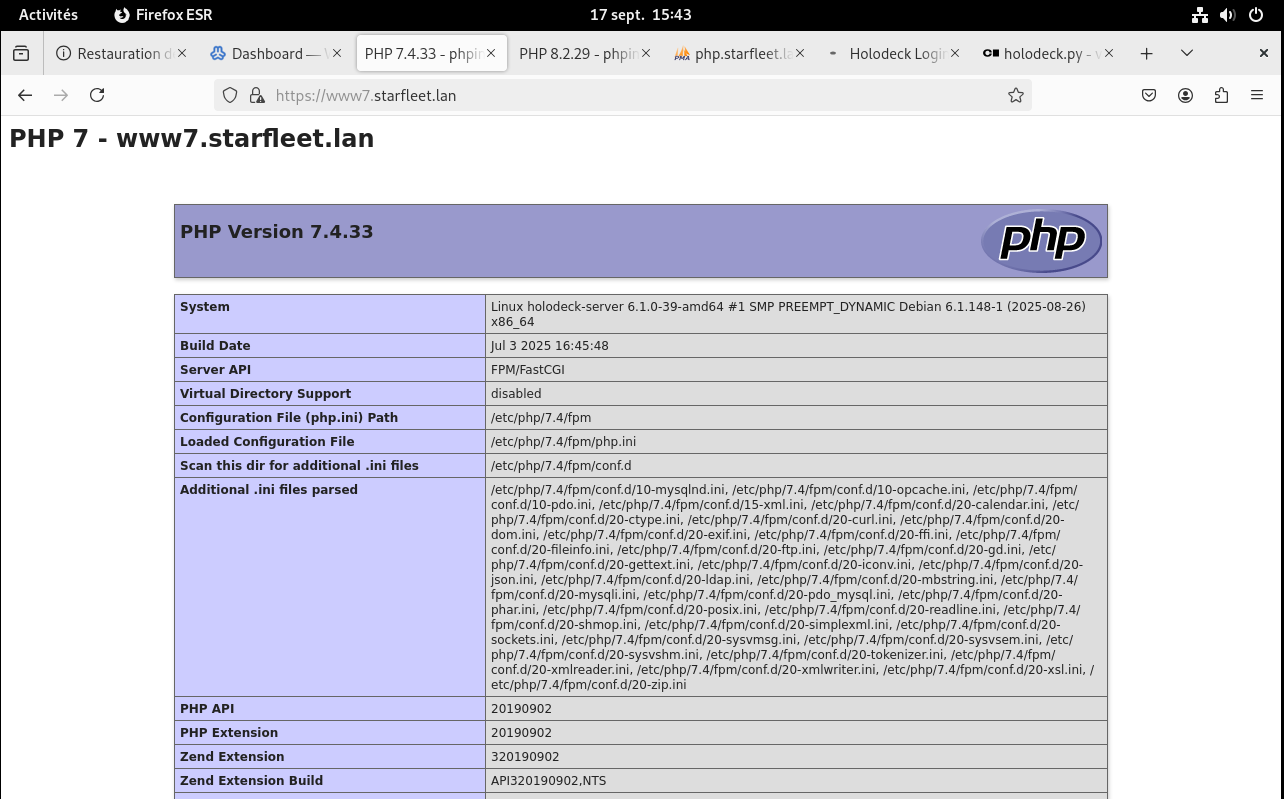 Activités Firefox ESR 17 sept. 15:43
Restauration d Dashboard — PHP 7.4.33 - phpin PHP 8.2.29 - phpin php.starfleet.la Holodeck Login holodeck.py - v
https://www7.starfleet.lan
PHP 7 - www7.starfleet.lan
PHP Version 7.4.33
php
System Linux holodeck-server 6.1.0-39-amd64 #1 SMP PREEMPT_DYNAMIC Debian 6.1.148-1 (2025-08-26)
x86_64
Build Date Jul 3 2025 16:45:48
Server API FPM/FastCGI
Virtual Directory Support disabled
Configuration File (php.ini) Path /etc/php/7.4/fpm
Loaded Configuration File /etc/php/7.4/fpm/php.ini
Scan this dir for additional .ini files /etc/php/7.4/fpm/conf.d
Additional .ini files parsed /etc/php/7.4/fpm/conf.d/10-mysqlnd.ini, /etc/php/7.4/fpm/conf.d/10-opcache.ini, /etc/php/7.4/fpm/
conf.d/10-pdo.ini, /etc/php/7.4/fpm/conf.d/15-xml.ini, /etc/php/7.4/fpm/conf.d/20-calendar.ini, /etc/
php/7.4/fpm/conf.d/20-ctype.ini, /etc/php/7.4/fpm/conf.d/20-curl.ini, /etc/php/7.4/fpm/conf.d/20-
dom.ini, /etc/php/7.4/fpm/conf.d/20-exif.ini, /etc/php/7.4/fpm/conf.d/20-ffi.ini, /etc/php/7.4/fpm/
conf.d/20-fileinfo.ini, /etc/php/7.4/fpm/conf.d/20-ftp.ini, /etc/php/7.4/fpm/conf.d/20-gd.ini, /etc/
php/7.4/fpm/conf.d/20-gettext.ini, /etc/php/7.4/fpm/conf.d/20-iconv.ini, /etc/php/7.4/fpm/conf.d/20-
json.ini, /etc/php/7.4/fpm/conf.d/20-ldap.ini, /etc/php/7.4/fpm/conf.d/20-mbstring.ini, /etc/php/7.4/
fpm/conf.d/20-mysqli.ini, /etc/php/7.4/fpm/conf.d/20-pdo_mysql.ini, /etc/php/7.4/fpm/conf.d/20-
phar.ini, /etc/php/7.4/fpm/conf.d/20-posix.ini, /etc/php/7.4/fpm/conf.d/20-readline.ini, /etc/php/7.4/
fpm/conf.d/20-shmop.ini, /etc/php/7.4/fpm/conf.d/20-simplexml.ini, /etc/php/7.4/fpm/conf.d/20-
sockets.ini, /etc/php/7.4/fpm/conf.d/20-sysvmsg.ini, /etc/php/7.4/fpm/conf.d/20-sysvsem.ini, /etc/
php/7.4/fpm/conf.d/20-sysvshm.ini, /etc/php/7.4/fpm/conf.d/20-tokenizer.ini, /etc/php/7.4/fpm/
conf.d/20-xmlreader.ini, /etc/php/7.4/fpm/conf.d/20-xmlwriter.ini, /etc/php/7.4/fpm/conf.d/20-xsl.ini, /
etc/php/7.4/fpm/conf.d/20-zip.ini
PHP API 20190902
PHP Extension 20190902
Zend Extension 320190902
Zend Extension Build API320190902,NTS